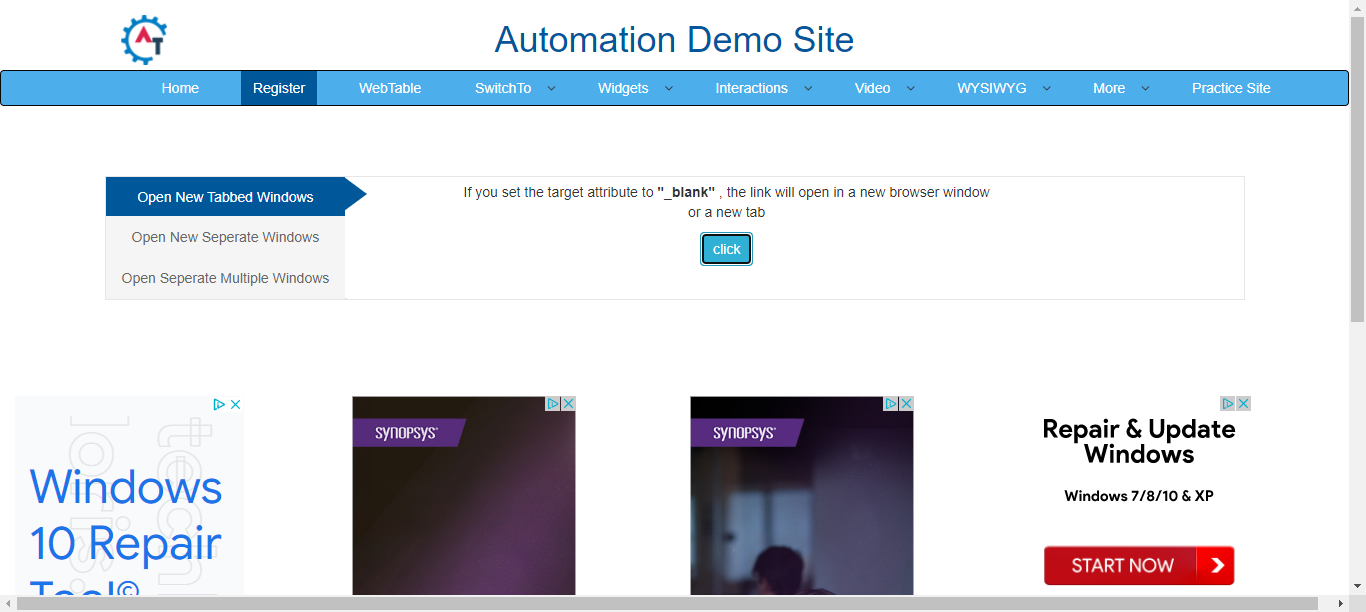 AT
Automation Demo Site
Home Register WebTable SwitchTo Widgets Interactions Video WYSIWYG More Practice Site
Open New Tabbed Windows
Open New Seperate Windows
Open Seperate Multiple Windows
If you set the target attribute to "_blank" , the link will open in a new browser window
or a new tab
click
Windows
10 Repair
Tool©
SYNOPSYS®
SYNOPSYS®
Repair & Update
Windows
Windows 7/8/10 & XP
START NOW